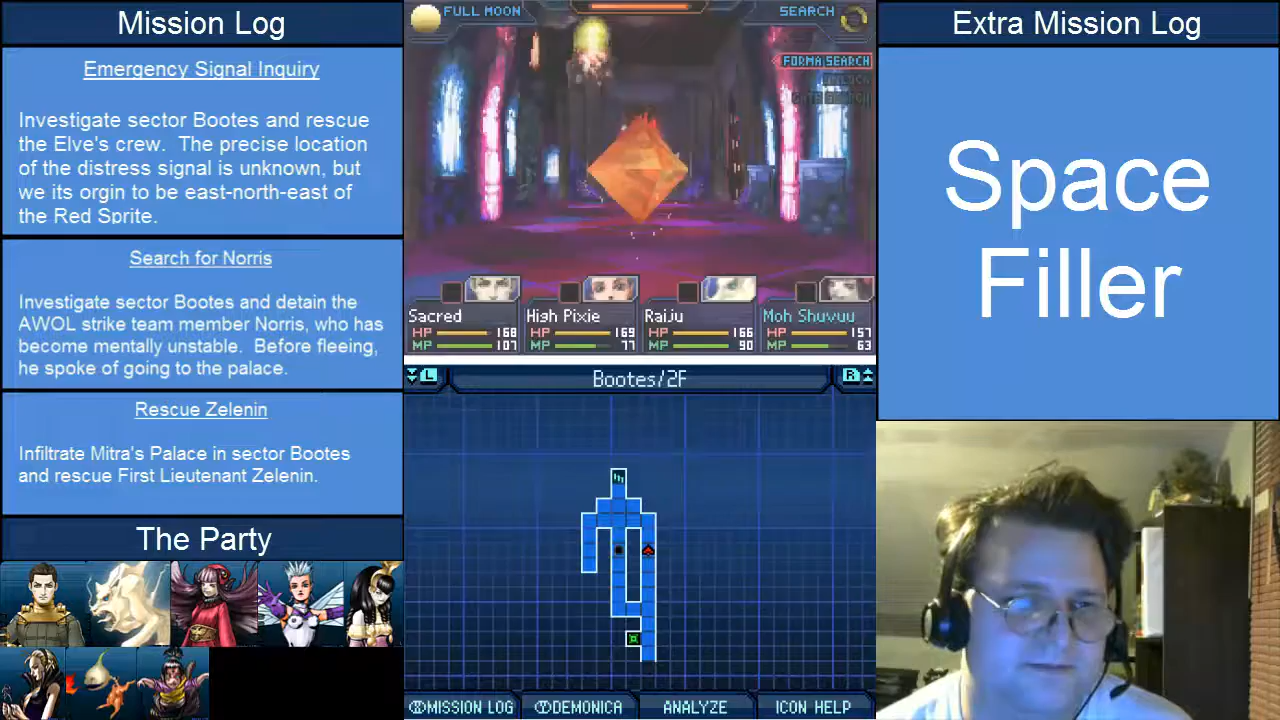 Mission Log
Emergency Signal Inquiry
Investigate sector Bootes and rescue
the Elve's crew. The precise location
of the distress signal is unknown, but
we its orgin to be east-north-east of
the Red Sprite.
Search for Norris
Investigate sector Bootes and detain the
AWOL strike team member Norris, who has
become mentally unstable. Before fleeing,
he spoke of going to the palace.
Rescue Zelenin
Infiltrate Mitra's Palace in sector Bootes
and rescue First Lieutenant Zelenin.
The Party
FULL MOON
SEARCH
FORMA SEARCH
UNLOCK
Sacred
HP 168
MP 107
High Pixie
HP 169
MP 77
Raiju
HP 166
MP 90
Moh Shuvuu
HP 157
MP 63
L
Bootes/2F
R
MISSION LOG
DEMONICA
ANALYZE
ICON HELP
Extra Mission Log
Space
Filler